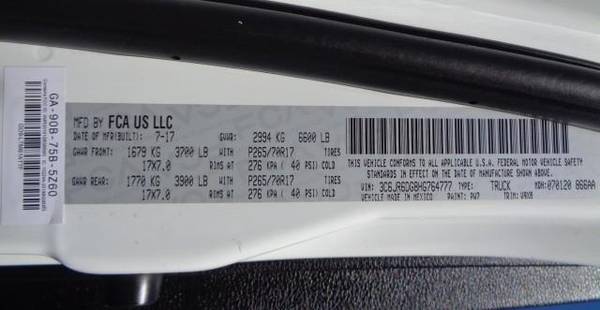 GA-90B-75B-5260
MFD BY FCA US LLC
DATE OF MFR(BUILT): 7-17 GVWR: 2994 KG 6600 LB
GAWR FRONT: 1679 KG 3700 LB WITH P265/70R17 TIRES
17X7.0 RIMS AT 276 KPA ( 40 PSI) COLD
GAWR REAR: 1770 KG 3900 LB WITH P265/70R17 TIRES
17X7.0 RIMS AT 276 KPA ( 40 PSI) COLD
THIS VEHICLE CONFORMS TO ALL APPLICABLE U.S.A. FEDERAL MOTOR VEHICLE SAFETY
STANDARDS IN EFFECT ON THE DATE OF MANUFACTURE SHOWN ABOVE.
VIN: 3C6JR6DG8HG764777 TYPE: TRUCK MDH: 070120 866AA
VEHICLE MADE IN MEXICO PAINT: PW7 TRIM: V9X8